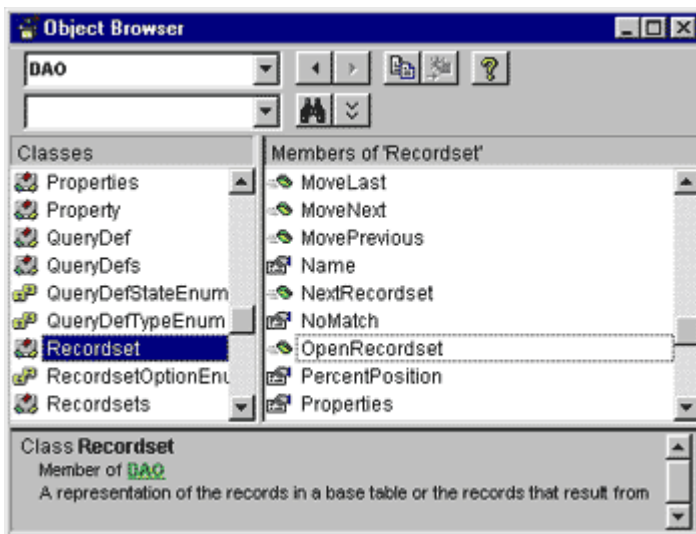 Object Browser
DAO
Classes
Properties
Property
QueryDef
QueryDefs
QueryDefStateEnum
QueryDefTypeEnum
Recordset
RecordsetOptionEnu
Recordsets
Members of 'Recordset'
MoveLast
MoveNext
MovePrevious
Name
NextRecordset
NoMatch
OpenRecordset
PercentPosition
Properties
Class Recordset
Member of DAO
A representation of the records in a base table or the records that result from